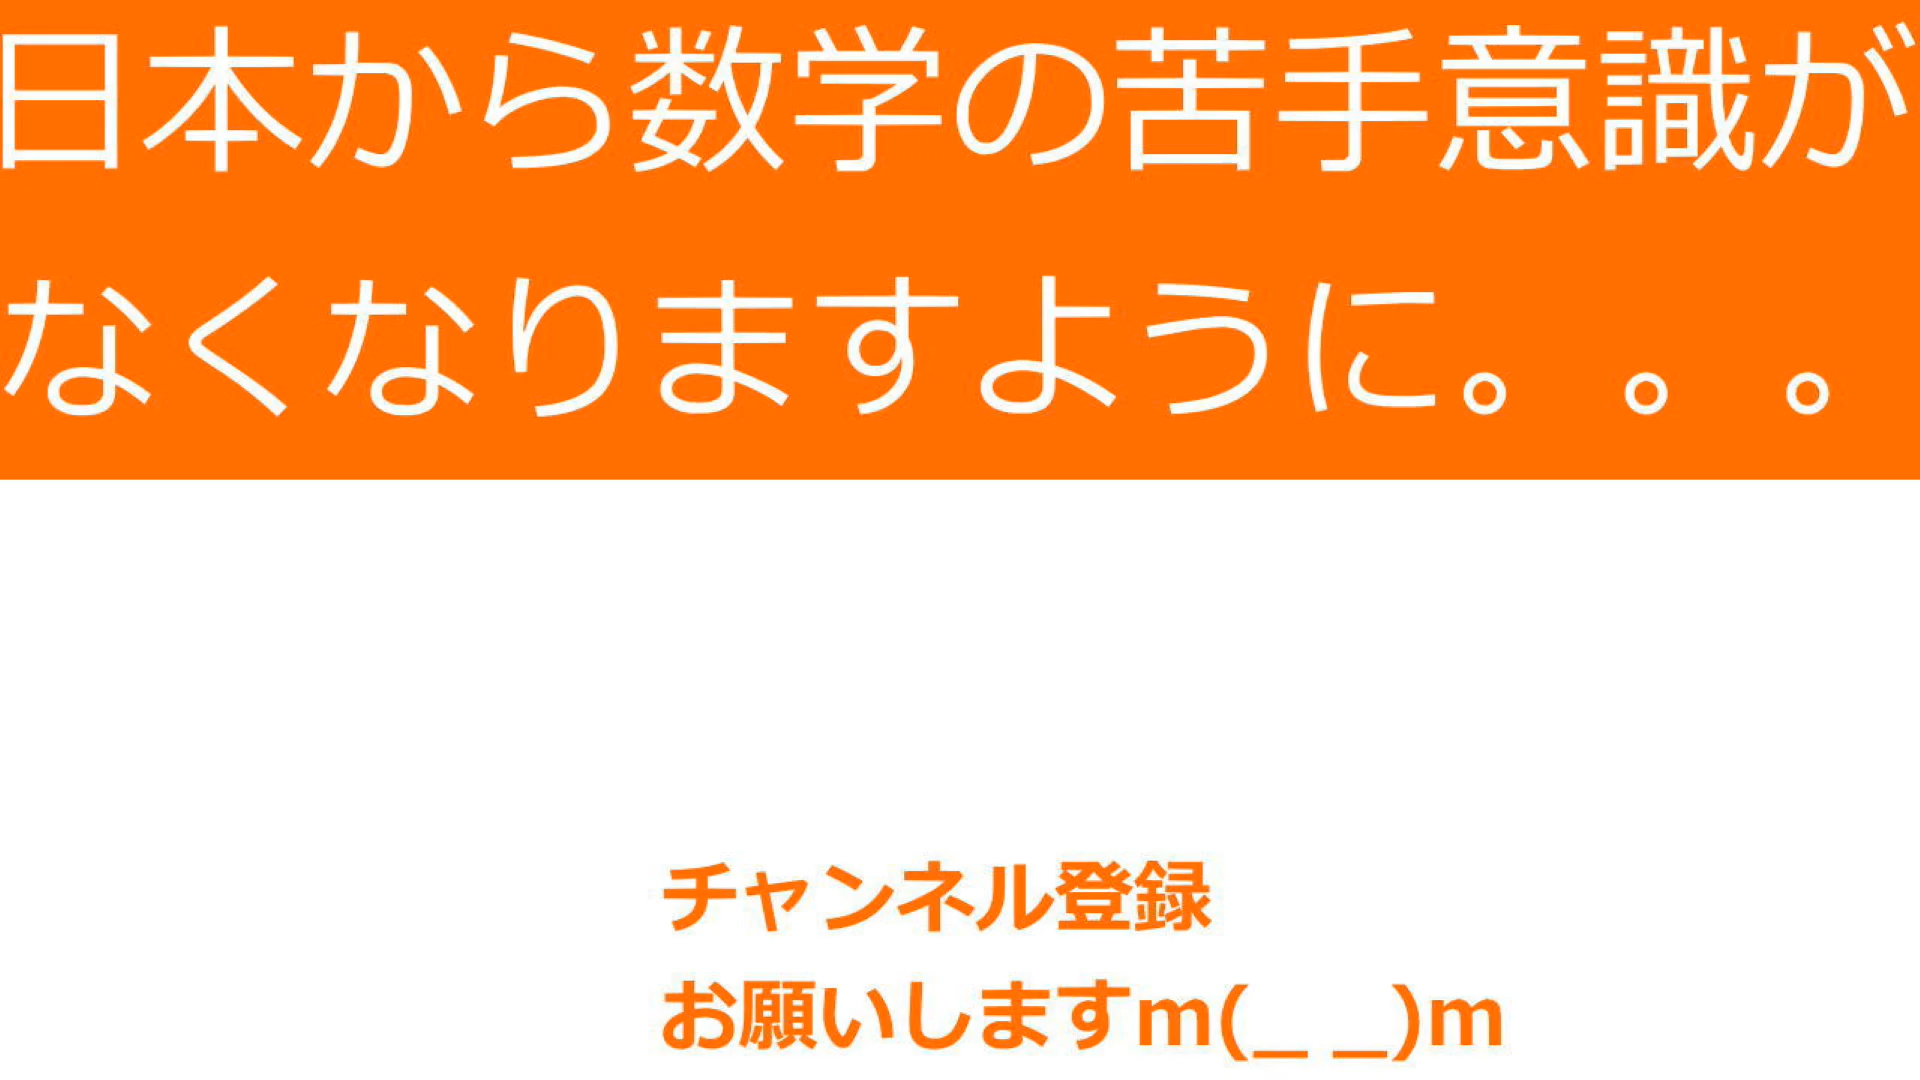 日本から数学の苦手意識が
なくなりますように。。。
チャンネル登録
お願いしますm(_ _)m